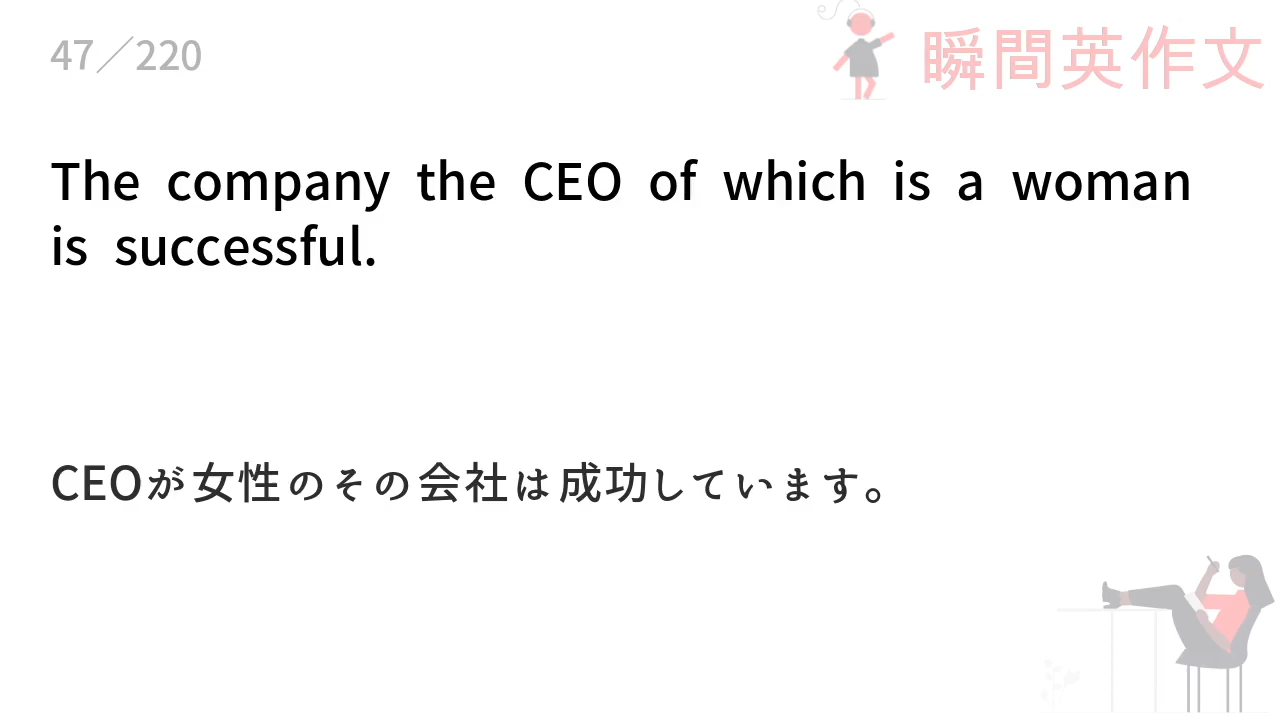 47／220
瞬間英作文
The company the CEO of which is a woman
is successful.
CEOが女性のその会社は成功しています。